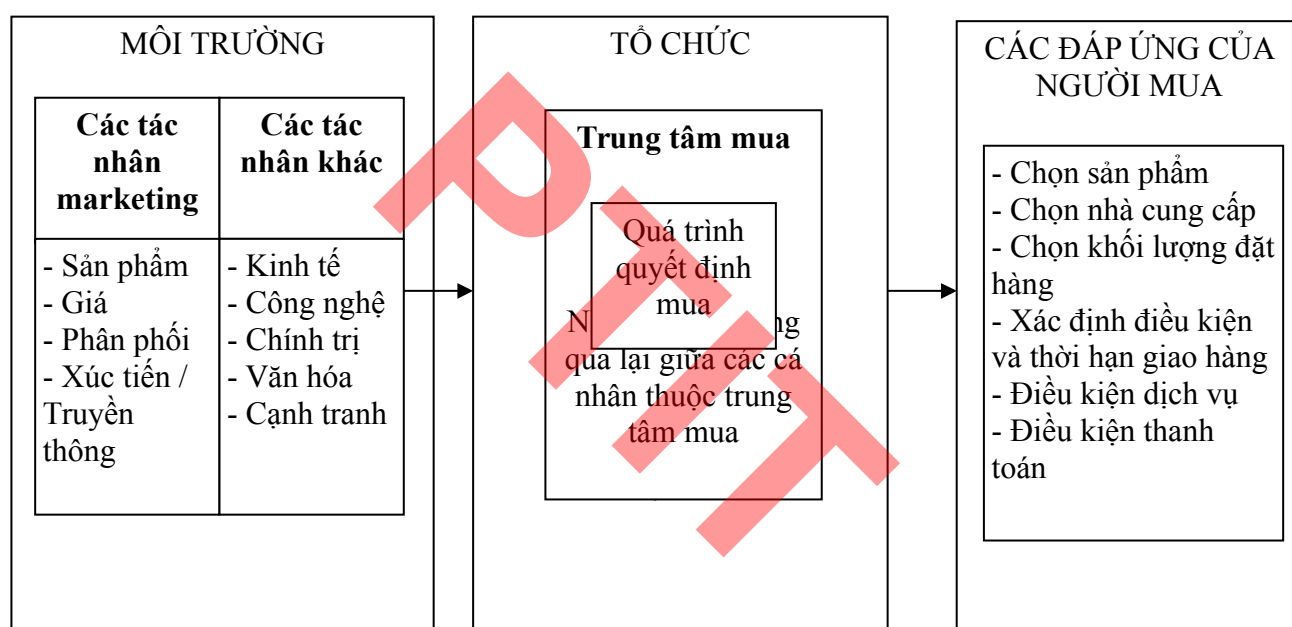 MÔI TRƯỜNG
Các tác
nhân
marketing
Các tác
nhân khác
- Sản phẩm
- Giá
- Phân phối
- Xúc tiến /
Truyền
thông
- Kinh tế
- Công nghệ
- Chính trị
- Văn hóa
- Cạnh tranh
TỔ CHỨC
Trung tâm mua
Quá trình
quyết định
mua
qua lại giữa các cá
nhân thuộc trung
tâm mua
CÁC ĐÁP ỨNG CỦA
NGƯỜI MUA
- Chọn sản phẩm
- Chọn nhà cung cấp
- Chọn khối lượng đặt
hàng
- Xác định điều kiện
và thời hạn giao hàng
- Điều kiện dịch vụ
- Điều kiện thanh
toán
PTIT